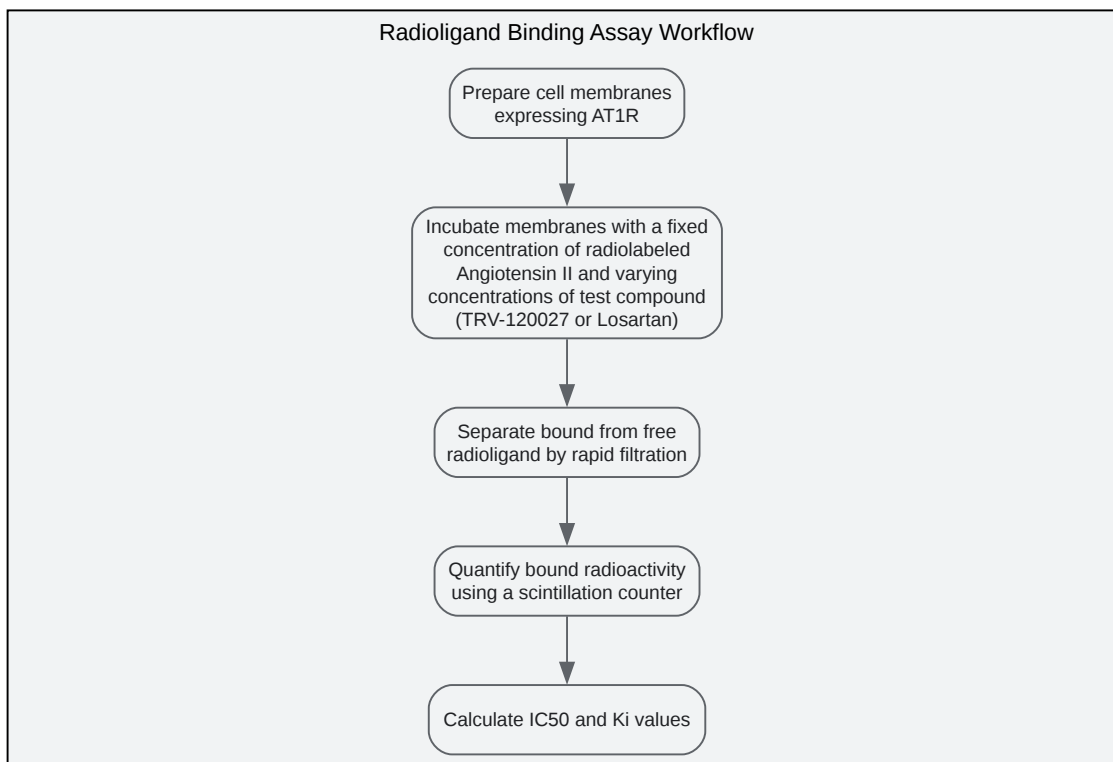 Radioligand Binding Assay Workflow
Prepare cell membranes
expressing AT1R
Incubate membranes with a fixed
concentration of radiolabeled
Angiotensin II and varying
concentrations of test compound
(TRV-120027 or Losartan)
Separate bound from free
radioligand by rapid filtration
Quantify bound radioactivity
using a scintillation counter
Calculate IC50 and Ki values